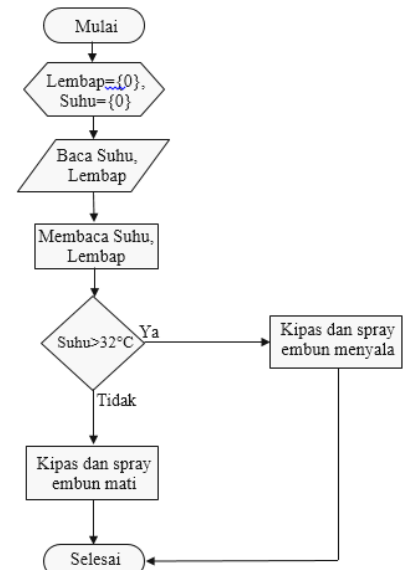 Mulai
Lembap={0},
Suhu={0}
Baca Suhu,
Lembap
Membaca Suhu,
Lembap
Suhu>32°C
Ya
Kipas dan spray
embun menyala
Tidak
Kipas dan spray
embun mati
Selesai